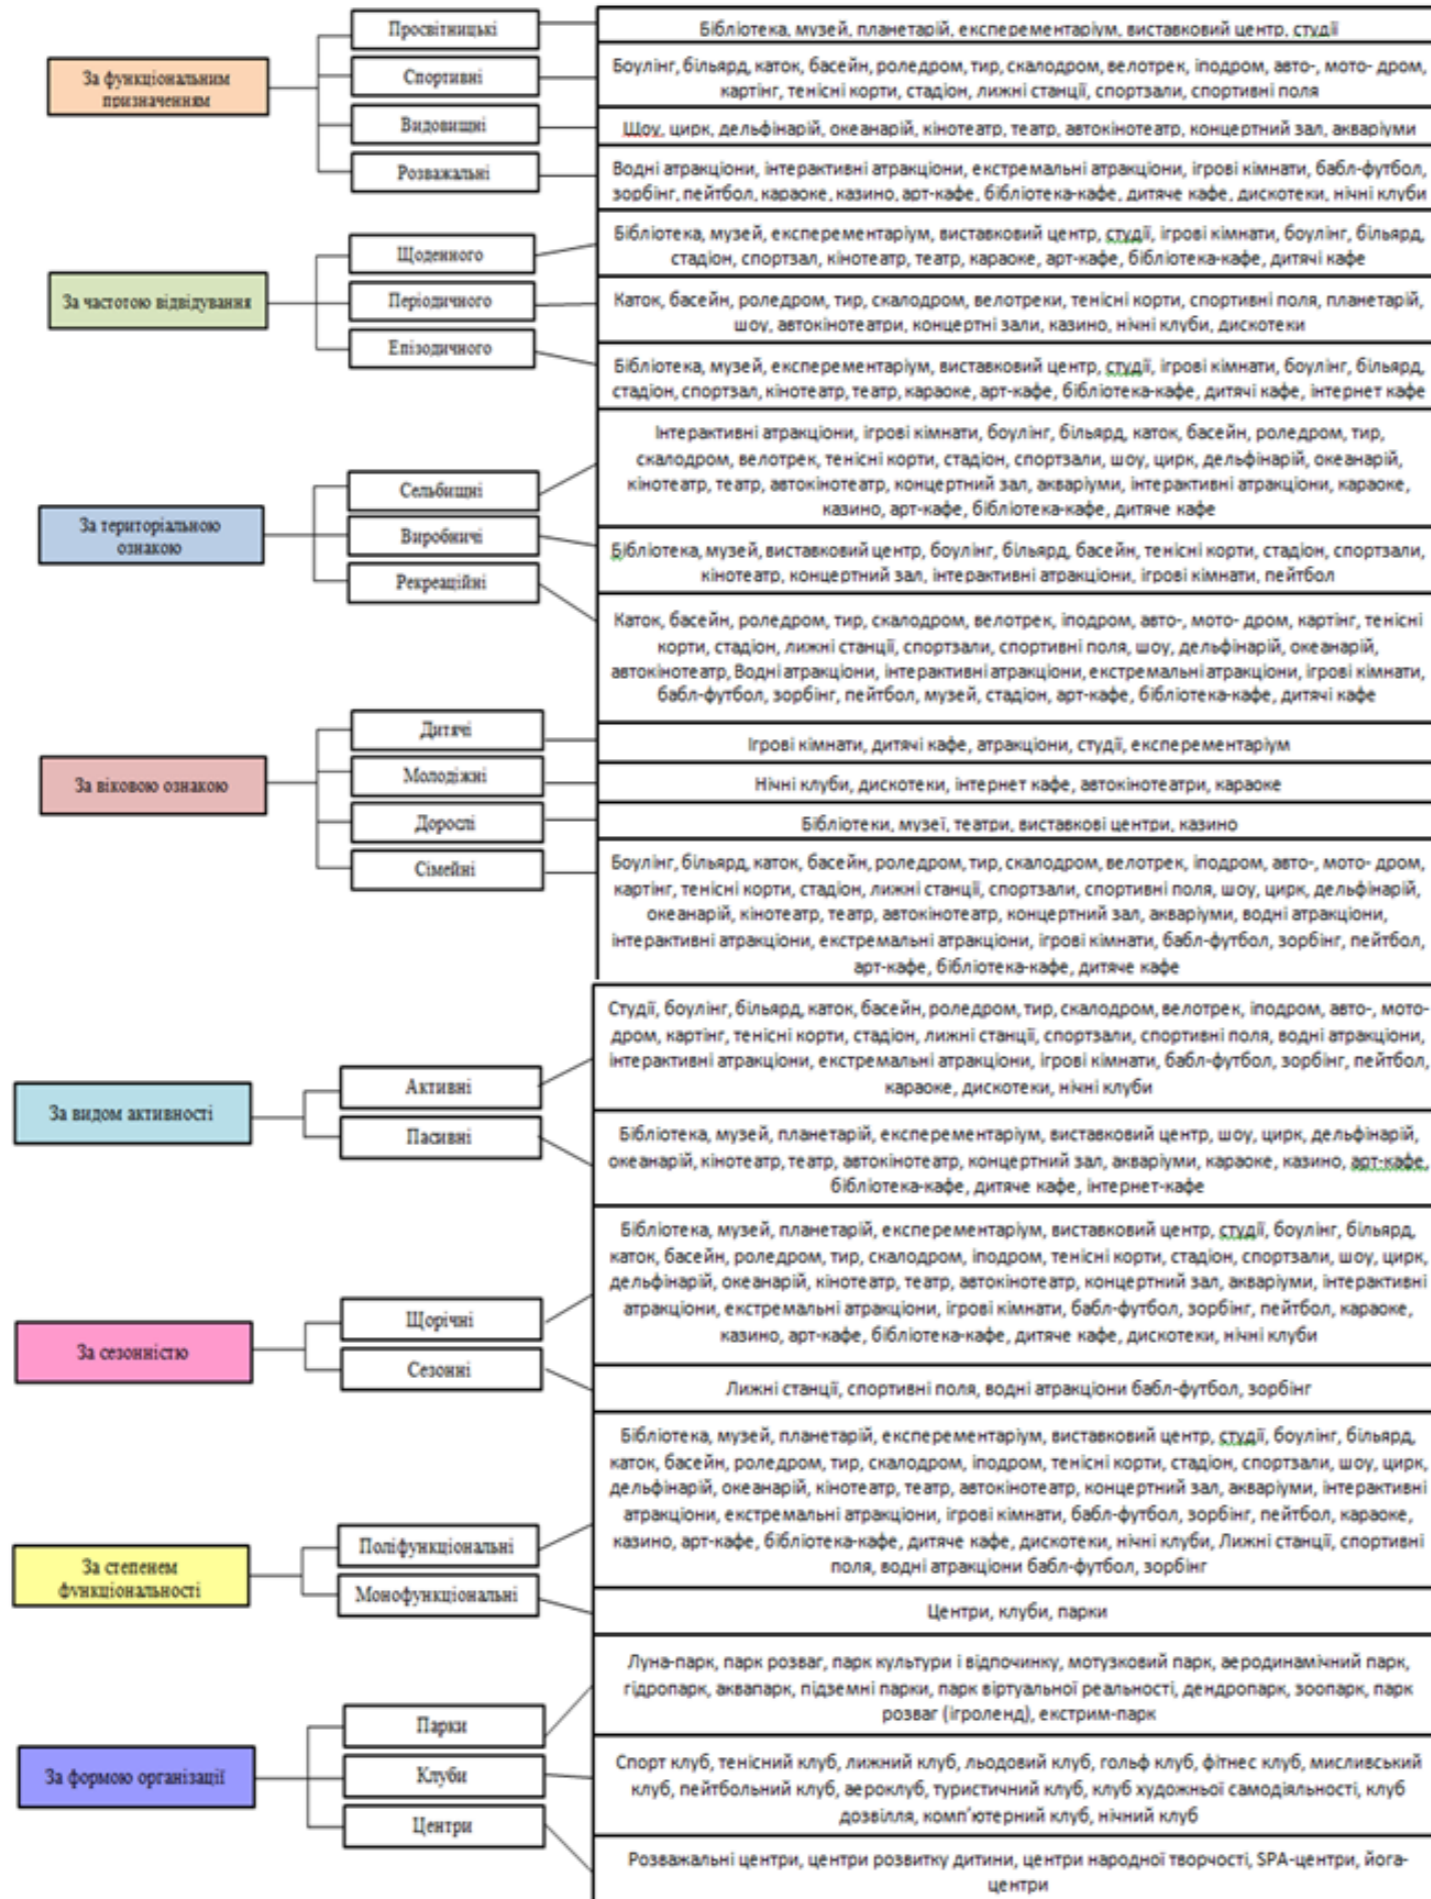 За функціональним
призначенням
Просвітницькі
Бібліотека, музей, планетарій, експерементаріум, виставковий центр, студії
Спортивні
Боулінг, більярд, каток, басейн, роледром, тир, скалодром, велотрек, іподром, авто-, мото- дром,
картінг, тенісні корти, стадіон, лижні станції, спортзали, спортивні поля
Видовищні
Шоу, цирк, дельфінарій, океанарій, кінотеатр, театр, автокінотеатр, концертний зал, акваріуми
Розважальні
Водні атракціони, інтерактивні атракціони, екстремальні атракціони, ігрові кімнати, бабл-футбол,
зорбінг, пейтбол, караоке, казино, арт-кафе, бібліотека-кафе, дитяче кафе, дискотеки, нічні клуби
За частотою відвідування
Щоденного
Бібліотека, музей, експерементаріум, виставковий центр, студії, ігрові кімнати, боулінг, більярд,
стадіон, спортзал, кінотеатр, театр, караоке, арт-кафе, бібліотека-кафе, дитячі кафе
Періодичного
Каток, басейн, роледром, тир, скалодром, велотреки, тенісні корти, спортивні поля, планетарій,
шоу, автокінотеатри, концертні зали, казино, нічні клуби, дискотеки
Епізодичного
Бібліотека, музей, експерементаріум, виставковий центр, студії, ігрові кімнати, боулінг, більярд,
стадіон, спортзал, кінотеатр, театр, караоке, арт-кафе, бібліотека-кафе, дитячі кафе, інтернет кафе
За територіальною
ознакою
Сельбищні
Інтерактивні атракціони, ігрові кімнати, боулінг, більярд, каток, басейн, роледром, тир,
скалодром, велотрек, тенісні корти, стадіон, спортзали, шоу, цирк, дельфінарій, океанарій,
кінотеатр, театр, автокінотеатр, концертний зал, акваріуми, інтерактивні атракціони, караоке,
казино, арт-кафе, бібліотека-кафе, дитяче кафе
Виробничі
Бібліотека, музей, виставковий центр, боулінг, більярд, басейн, тенісні корти, стадіон, спортзали,
кінотеатр, концертний зал, інтерактивні атракціони, ігрові кімнати, пейтбол
Рекреаційні
Каток, басейн, роледром, тир, скалодром, велотрек, іподром, авто-, мото- дром, картінг, тенісні
корти, стадіон, лижні станції, спортзали, спортивні поля, шоу, дельфінарій, океанарій,
автокінотеатр, Водні атракціони, інтерактивні атракціони, екстремальні атракціони, ігрові кімнати,
бабл-футбол, зорбінг, пейтбол, музей, стадіон, арт-кафе, бібліотека-кафе, дитячі кафе
За віковою ознакою
Дитячі
Ігрові кімнати, дитячі кафе, атракціони, студії, експерементаріум
Молодіжні
Нічні клуби, дискотеки, інтернет кафе, автокінотеатри, караоке
Дорослі
Бібліотеки, музеї, театри, виставкові центри, казино
Сімейні
Боулінг, більярд, каток, басейн, роледром, тир, скалодром, велотрек, іподром, авто-, мото- дром,
картінг, тенісні корти, стадіон, лижні станції, спортзали, спортивні поля, шоу, цирк, дельфінарій,
океанарій, кінотеатр, театр, автокінотеатр, концертний зал, акваріуми, водні атракціони,
інтерактивні атракціони, екстремальні атракціони, ігрові кімнати, бабл-футбол, зорбінг, пейтбол,
арт-кафе, бібліотека-кафе, дитяче кафе
За видом активності
Активні
Студії, боулінг, більярд, каток, басейн, роледром, тир, скалодром, велотрек, іподром, авто-, мото-
дром, картінг, тенісні корти, стадіон, лижні станції, спортзали, спортивні поля, водні атракціони,
інтерактивні атракціони, екстремальні атракціони, ігрові кімнати, бабл-футбол, зорбінг, пейтбол,
караоке, дискотеки, нічні клуби
Пасивні
Бібліотека, музей, планетарій, експерементаріум, виставковий центр, шоу, цирк, дельфінарій,
океанарій, кінотеатр, театр, автокінотеатр, концертний зал, акваріуми, караоке, казино, арт-кафе,
бібліотека-кафе, дитяче кафе, інтернет-кафе
За сезонністю
Щорічні
Бібліотека, музей, планетарій, експерементаріум, виставковий центр, студії, боулінг, більярд,
каток, басейн, роледром, тир, скалодром, іподром, тенісні корти, стадіон, спортзали, шоу, цирк,
дельфінарій, океанарій, кінотеатр, театр, автокінотеатр, концертний зал, акваріуми, інтерактивні
атракціони, екстремальні атракціони, ігрові кімнати, бабл-футбол, зорбінг, пейтбол, караоке,
казино, арт-кафе, бібліотека-кафе, дитяче кафе, дискотеки, нічні клуби
Сезонні
Лижні станції, спортивні поля, водні атракціони бабл-футбол, зорбінг
За степенем
функціональності
Поліфункціональні
Бібліотека, музей, планетарій, експерементаріум, виставковий центр, студії, боулінг, більярд,
каток, басейн, роледром, тир, скалодром, іподром, тенісні корти, стадіон, спортзали, шоу, цирк,
дельфінарій, океанарій, кінотеатр, театр, автокінотеатр, концертний зал, акваріуми, інтерактивні
атракціони, екстремальні атракціони, ігрові кімнати, бабл-футбол, зорбінг, пейтбол, караоке,
казино, арт-кафе, бібліотека-кафе, дитяче кафе, дискотеки, нічні клуби, Лижні станції, спортивні
поля, водні атракціони бабл-футбол, зорбінг
Монофункціональні
Центри, клуби, парки
За формою організації
Парки
Луна-парк, парк розваг, парк культури і відпочинку, мотузковий парк, аеродинамічний парк,
гідропарк, аквапарк, підземні парки, парк віртуальної реальності, дендропарк, зоопарк, парк
розваг (ігроленд), екстрим-парк
Клуби
Спорт клуб, тенісний клуб, лижний клуб, льодовий клуб, гольф клуб, фітнес клуб, мисливський
клуб, пейтбольний клуб, аероклуб, туристичний клуб, клуб художньої самодіяльності, клуб
дозвілля, комп'ютерний клуб, нічний клуб
Центри
Розважальні центри, центри розвитку дитини, центри народної творчості, SPA-центри, йога-
центри